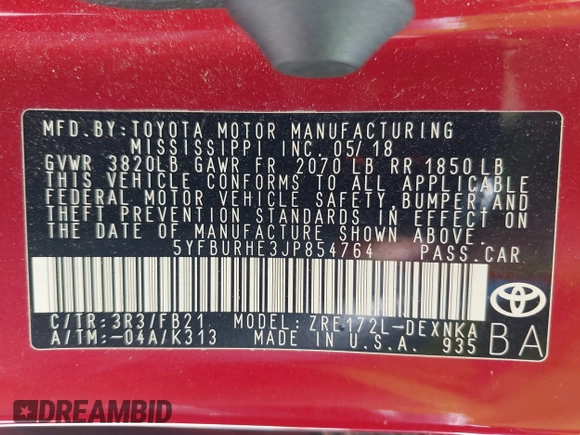 MFD.BY:TOYOTA MOTOR MANUFACTURING
MISSISSIPPI INC. 05/18
GVWR 3820LB GAWR FR 2070 LB RR 1850 LB
THIS VEHICLE CONFORMS TO ALL APPLICABLE
FEDERAL MOTOR VEHICLE SAFETY, BUMPER, AND
THEFT PREVENTION STANDARDS IN EFFECT ON
THE DATE OF MANUFACTURE SHOWN ABOVE.
5YFBURHE3JP854764 PASS.CAR
C/TR:3R3/FB21 MODEL:ZRE172L-DEXNKA
A/TM:-04A/K313 MADE IN U.S.A. 935 BA
DREAMBID